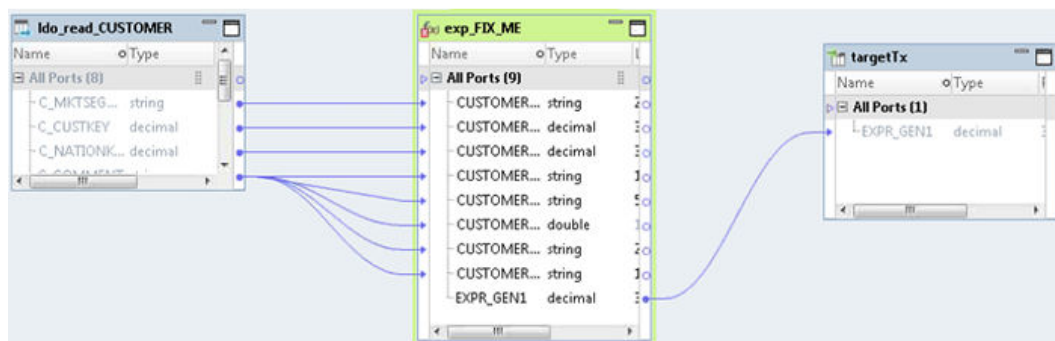 ldo_read_CUSTOMER
Name Type
All Ports (8)
C_MKTSEG... string
C_CUSTKEY decimal
C_NATIONK... decimal
C_COMMENT
exp_FIX_ME
Name Type
All Ports (9)
CUSTOMER... string
CUSTOMER... decimal
CUSTOMER... decimal
CUSTOMER... string
CUSTOMER... string
CUSTOMER... double
CUSTOMER... string
CUSTOMER... string
EXPR_GEN1 decimal
targetTx
Name Type
All Ports (1)
EXPR_GEN1 decimal